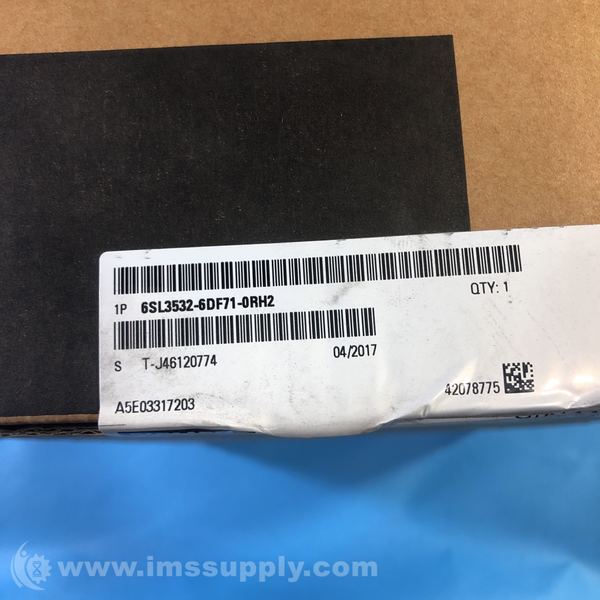 1P 6SL3532-6DF71-0RH2
QTY: 1
S T-J46120774 04/2017
A5E03317203 42078775
www.imssupply.com